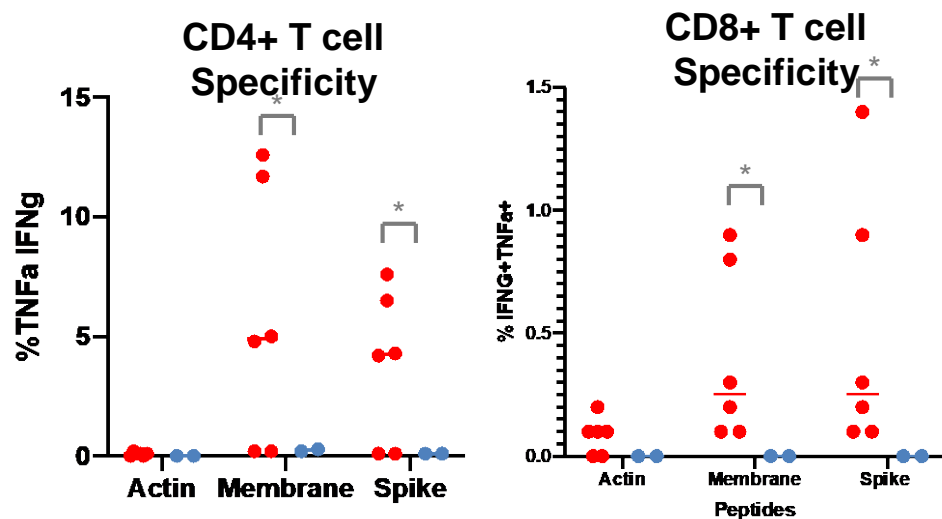 CD4+ T cell
Specificity
*
*
%TNFa IFNg
15
10
5
0
Actin Membrane Spike
CD8+ T cell
Specificity
*
*
% IFNG+TNFa+
1.5
1.0
0.5
0.0
Actin Membrane Spike
Peptides